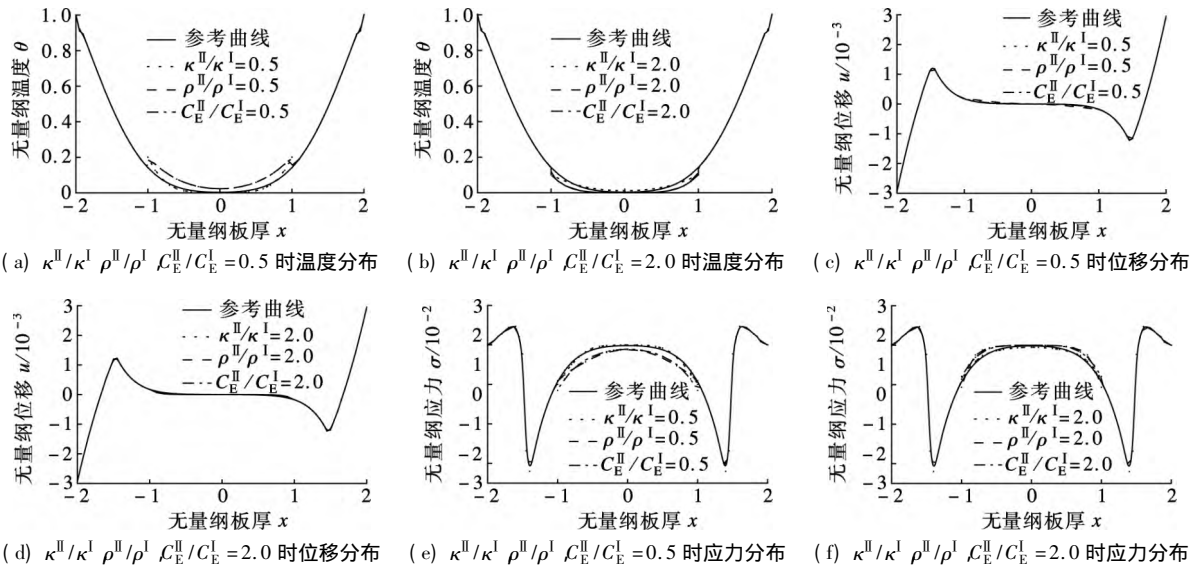 无量纲温度 θ
1.0
0.8
0.6
0.4
0.2
0
参考曲线
κ^Ⅱ/κ^Ⅰ=0.5
ρ^Ⅱ/ρ^Ⅰ=0.5
C_E^Ⅱ/C_E^Ⅰ=0.5
-2 -1 0 1 2
无量纲板厚 x
(a) κ^Ⅱ/κ^Ⅰ ρ^Ⅱ/ρ^Ⅰ ,C_E^Ⅱ/C_E^Ⅰ=0.5 时温度分布
无量纲温度 θ
1.0
0.8
0.6
0.4
0.2
0
参考曲线
κ^Ⅱ/κ^Ⅰ=2.0
ρ^Ⅱ/ρ^Ⅰ=2.0
C_E^Ⅱ/C_E^Ⅰ=2.0
-2 -1 0 1 2
无量纲板厚 x
(b) κ^Ⅱ/κ^Ⅰ ρ^Ⅱ/ρ^Ⅰ ,C_E^Ⅱ/C_E^Ⅰ=2.0 时温度分布
无量纲位移 u/10^-3
3
2
1
0
-1
-2
-3
参考曲线
κ^Ⅱ/κ^Ⅰ=0.5
ρ^Ⅱ/ρ^Ⅰ=0.5
C_E^Ⅱ/C_E^Ⅰ=0.5
-2 -1 0 1 2
无量纲板厚 x
(c) κ^Ⅱ/κ^Ⅰ ρ^Ⅱ/ρ^Ⅰ ,C_E^Ⅱ/C_E^Ⅰ=0.5 时位移分布
无量纲位移 u/10^-3
3
2
1
0
-1
-2
-3
参考曲线
κ^Ⅱ/κ^Ⅰ=2.0
ρ^Ⅱ/ρ^Ⅰ=2.0
C_E^Ⅱ/C_E^Ⅰ=2.0
-2 -1 0 1 2
无量纲板厚 x
(d) κ^Ⅱ/κ^Ⅰ ρ^Ⅱ/ρ^Ⅰ ,C_E^Ⅱ/C_E^Ⅰ=2.0 时位移分布
无量纲应力 σ/10^-2
3
2
1
0
-1
-2
-3
参考曲线
κ^Ⅱ/κ^Ⅰ=0.5
ρ^Ⅱ/ρ^Ⅰ=0.5
C_E^Ⅱ/C_E^Ⅰ=0.5
-2 -1 0 1 2
无量纲板厚 x
(e) κ^Ⅱ/κ^Ⅰ ρ^Ⅱ/ρ^Ⅰ ,C_E^Ⅱ/C_E^Ⅰ=0.5 时应力分布
无量纲应力 σ/10^-2
2
1
0
-1
-2
参考曲线
κ^Ⅱ/κ^Ⅰ=2.0
ρ^Ⅱ/ρ^Ⅰ=2.0
C_E^Ⅱ/C_E^Ⅰ=2.0
-2 -1 0 1 2
无量纲板厚 x
(f) κ^Ⅱ/κ^Ⅰ ρ^Ⅱ/ρ^Ⅰ ,C_E^Ⅱ/C_E^Ⅰ=2.0 时应力分布